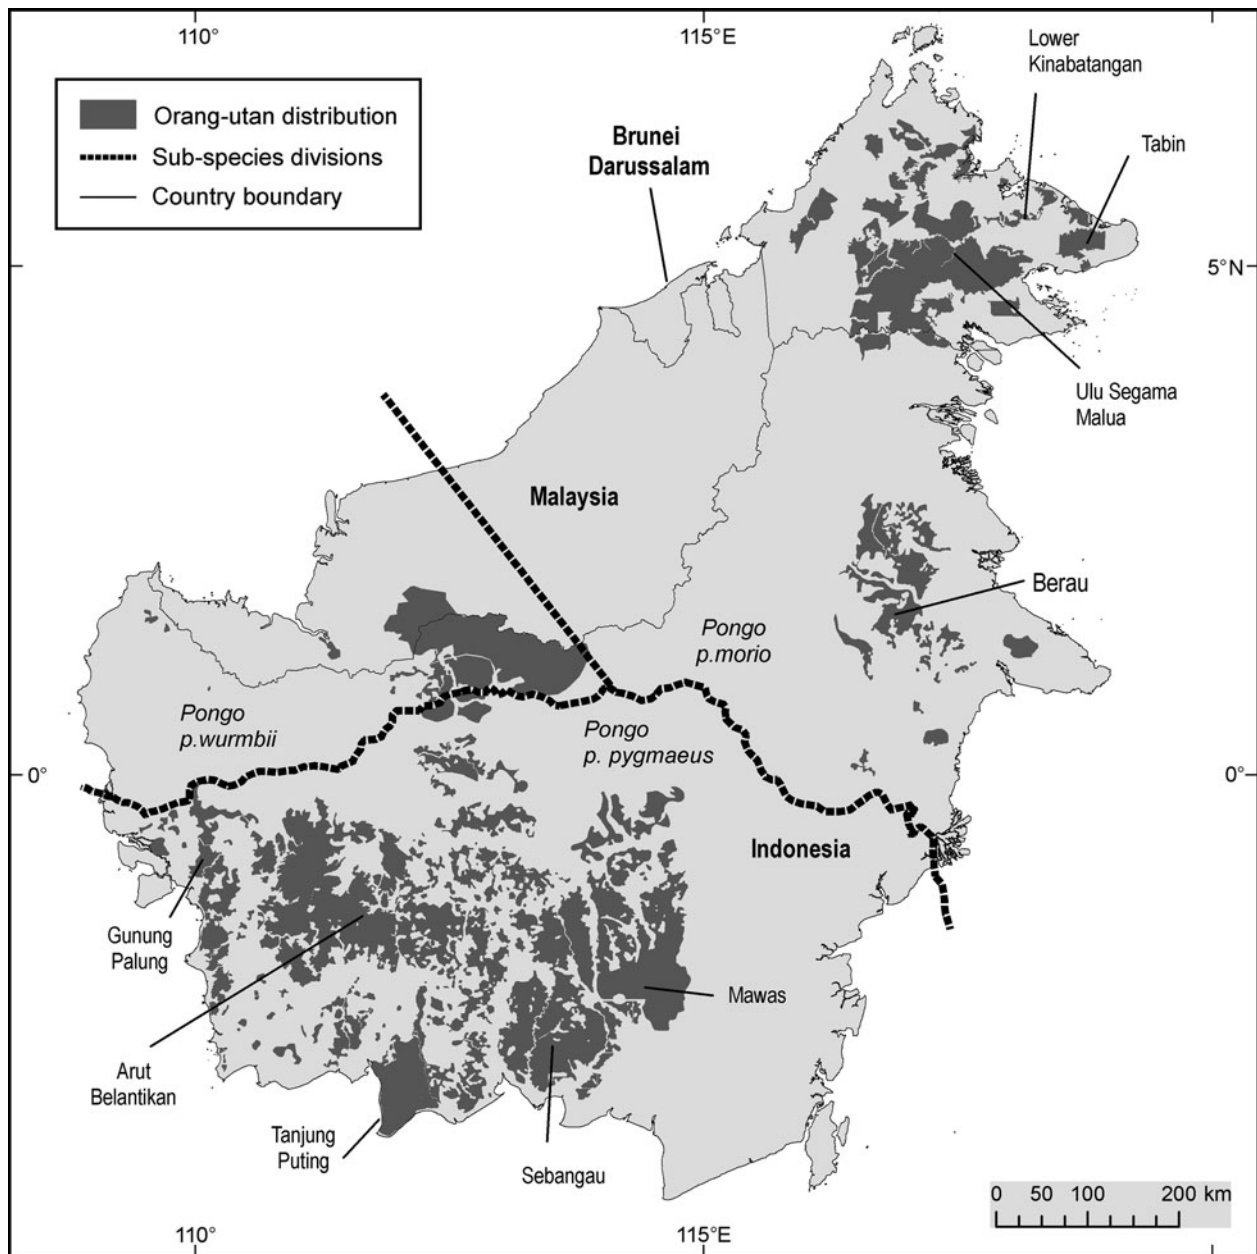 110°
115°E
Orang-utan distribution
Sub-species divisions
Country boundary
Lower
Kinabatangan
Brunei
Darussalam
Tabin
5°N
Ulu Segama
Malua
Malaysia
Berau
Pongo
p.morio
Pongo
p.wurmbii
Pongo
p. pygmaeus
0°
0°
Indonesia
Gunung
Palung
Mawas
Arut
Belantikan
Tanjung
Puting
Sebangau
0 50 100 200 km
110°
115°E